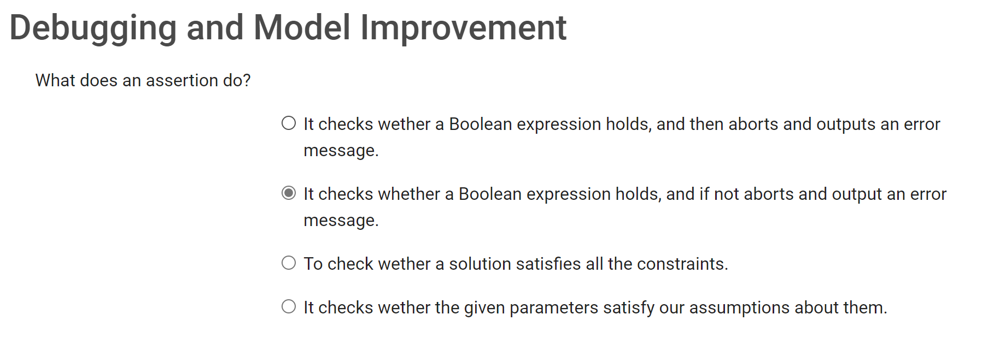 Debugging and Model Improvement
What does an assertion do?
It checks wether a Boolean expression holds, and then aborts and outputs an error
message.
It checks whether a Boolean expression holds, and if not aborts and output an error
message.
To check wether a solution satisfies all the constraints.
It checks wether the given parameters satisfy our assumptions about them.